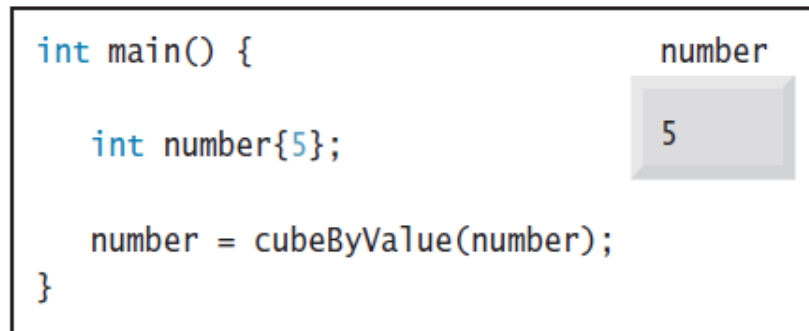 int main() {
number
int number{5};
5
number = cubeByValue(number);
}